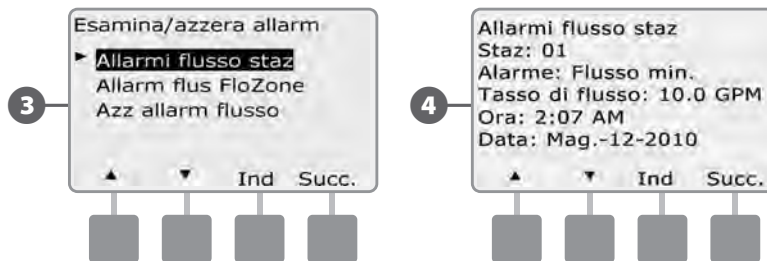 3
Esamina/azzera allarm
Allarmi flusso staz
Allarm flus FloZone
Azz allarm flusso
Ind Succ.
4
Allarmi flusso staz
Staz: 01
Alarme: Flusso min.
Tasso di flusso: 10.0 GPM
Ora: 2:07 AM
Data: Mag.-12-2010
Ind Succ.